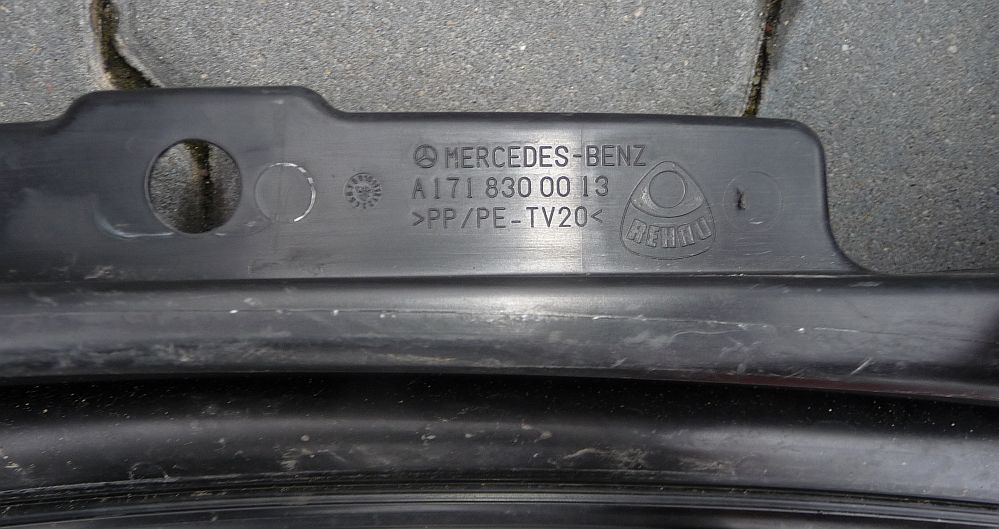 MERCEDES-BENZ
A 171 830 00 13
>PP/PE-TV20<
REHAU